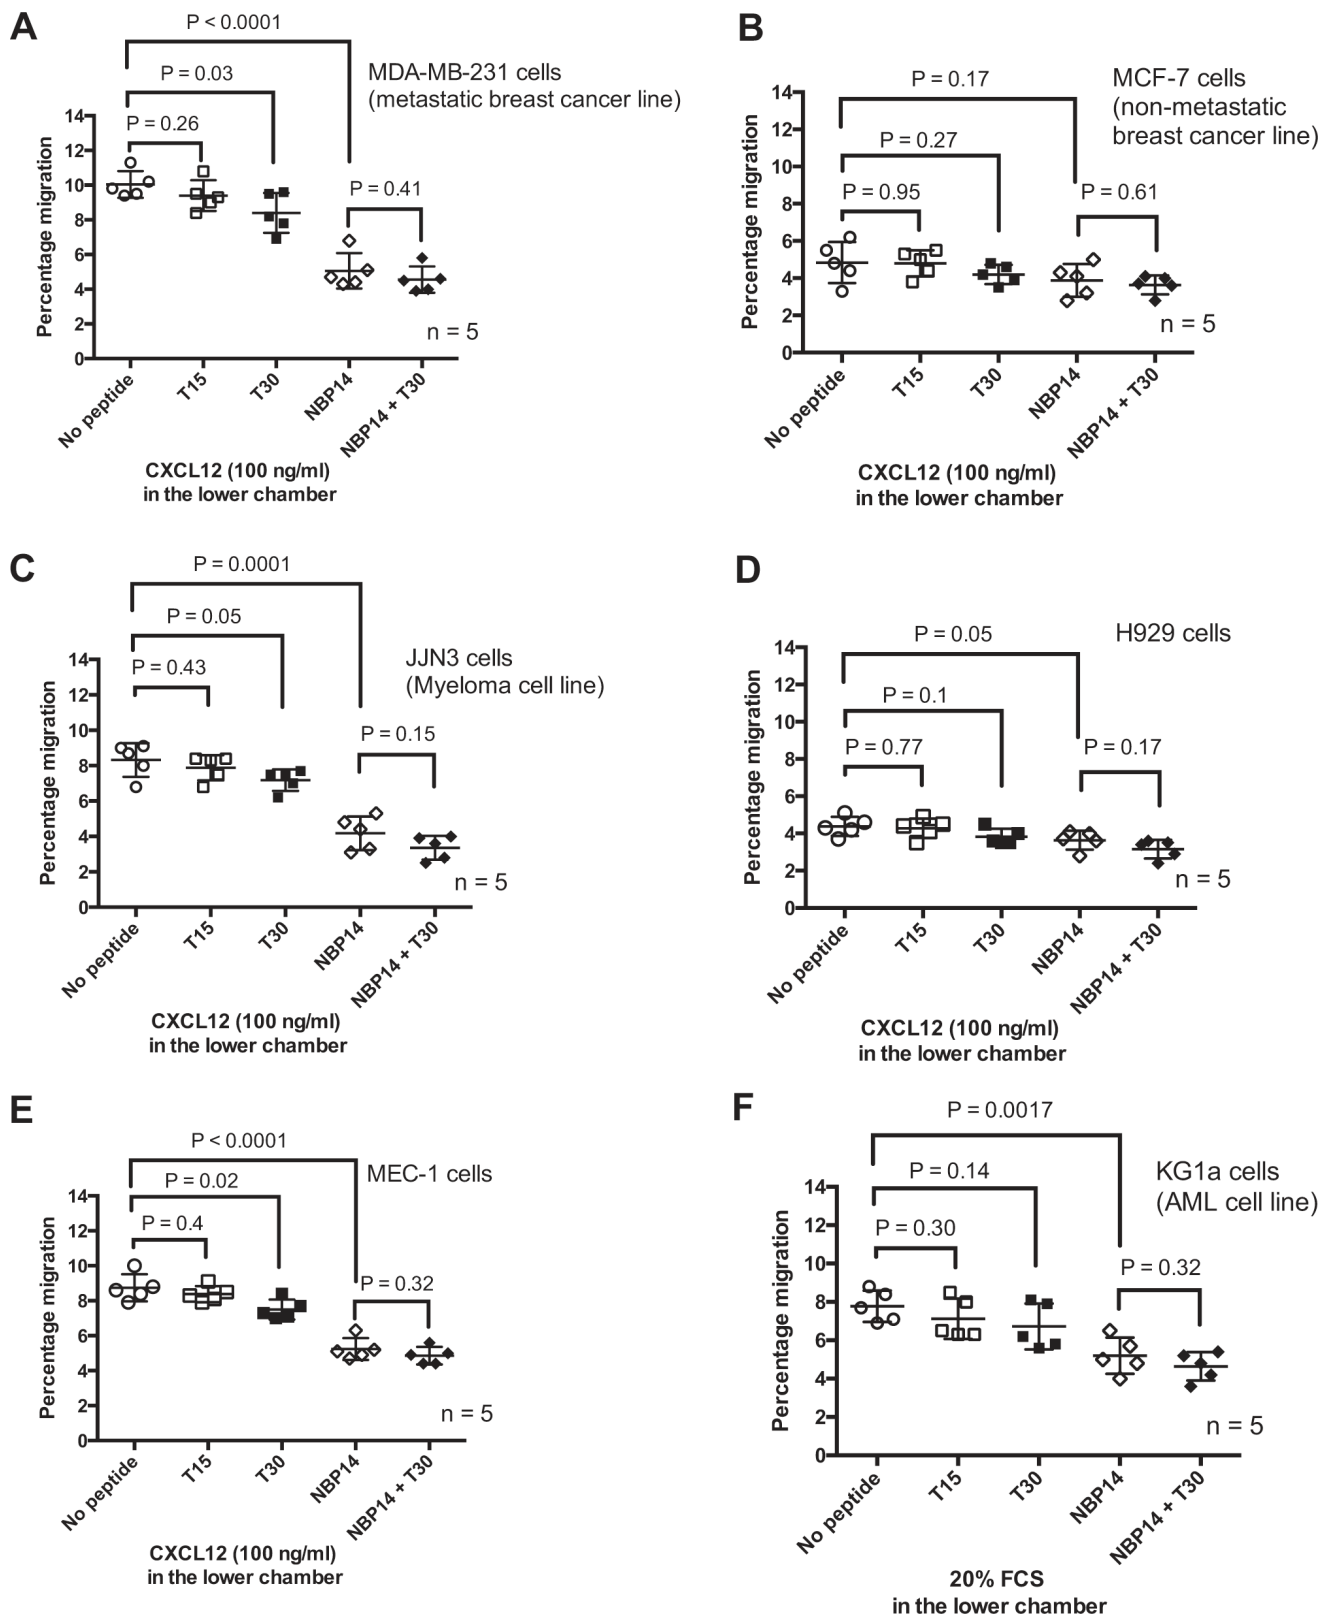 A
P < 0.0001
P = 0.03
P = 0.26
P = 0.41
MDA-MB-231 cells
(metastatic breast cancer line)
Percentage migration
14
12
10
8
6
4
2
0
n = 5
No peptide
T15
T30
NBP14
NBP14 + T30
CXCL12 (100 ng/ml)
in the lower chamber
B
P = 0.17
P = 0.27
P = 0.95
P = 0.61
MCF-7 cells
(non-metastatic
breast cancer line)
Percentage migration
14
12
10
8
6
4
2
0
n = 5
No peptide
T15
T30
NBP14
NBP14 + T30
CXCL12 (100 ng/ml)
in the lower chamber
C
P = 0.0001
P = 0.05
P = 0.43
P = 0.15
JJN3 cells
(Myeloma cell line)
Percentage migration
14
12
10
8
6
4
2
0
n = 5
No peptide
T15
T30
NBP14
NBP14 + T30
CXCL12 (100 ng/ml)
in the lower chamber
D
P = 0.05
P = 0.1
P = 0.77
P = 0.17
H929 cells
Percentage migration
14
12
10
8
6
4
2
0
n = 5
No peptide
T15
T30
NBP14
NBP14 + T30
CXCL12 (100 ng/ml)
in the lower chamber
E
P < 0.0001
P = 0.02
P = 0.4
P = 0.32
MEC-1 cells
Percentage migration
14
12
10
8
6
4
2
0
n = 5
No peptide
T15
T30
NBP14
NBP14 + T30
CXCL12 (100 ng/ml)
in the lower chamber
F
P = 0.0017
P = 0.14
P = 0.30
P = 0.32
KG1a cells
(AML cell line)
Percentage migration
14
12
10
8
6
4
2
0
n = 5
No peptide
T15
T30
NBP14
NBP14 + T30
20% FCS
in the lower chamber